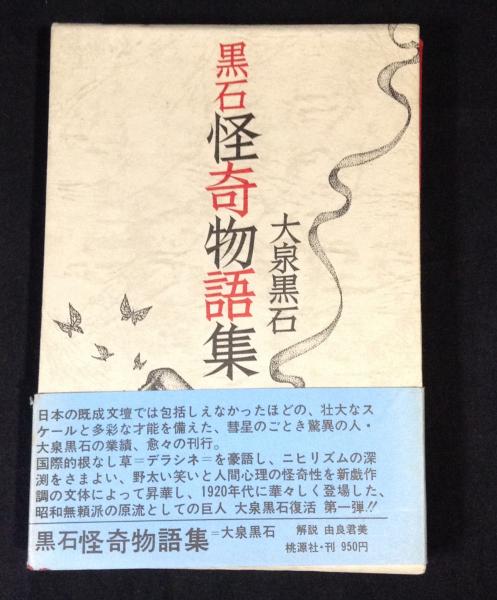 黒石怪奇物語集
大泉黒石
日本の既成文壇では包括しえなかったほどの、壮大なス
ケールと多彩な才能を備えた、彗星のごとき驚異の人・
大泉黒石の業績、愈々の刊行。
国際的根なし草＝デラシネ＝を豪語し、ニヒリズムの深
渕をさまよい、野太い笑いと人間心理の怪奇性を新戯作
調の文体によって昇華し、1920年代に華々しく登場した、
昭和無頼派の原流としての巨人 大泉黒石復活 第一弾!!
黒石怪奇物語集＝大泉黒石
解説 由良君美
桃源社・刊 950円